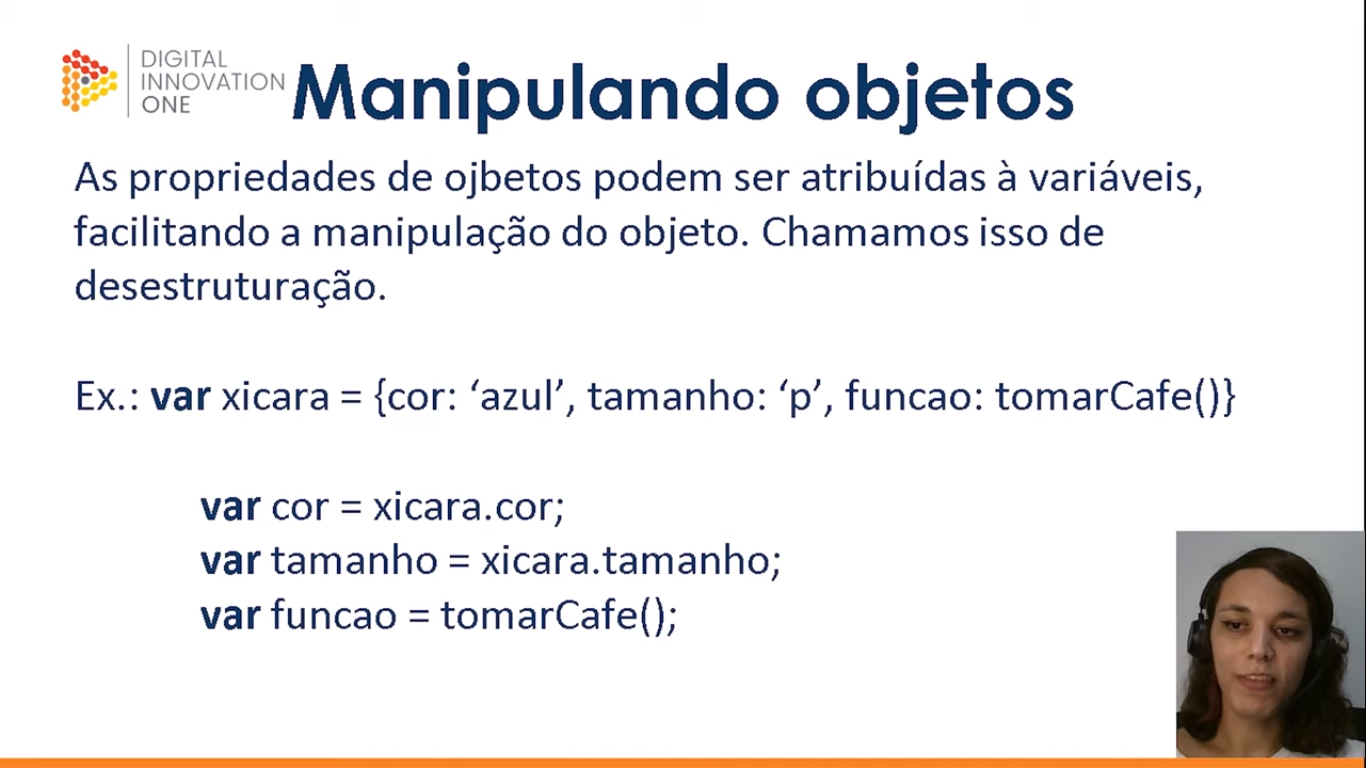 DIGITAL
INNOVATION
ONE
Manipulando objetos
As propriedades de ojbetos podem ser atribuídas à variáveis,
facilitando a manipulação do objeto. Chamamos isso de
desestruturação.
Ex.: var xicara = {cor: ‘azul’, tamanho: ‘p’, funcao: tomarCafe()}
var cor = xicara.cor;
var tamanho = xicara.tamanho;
var funcao = tomarCafe();